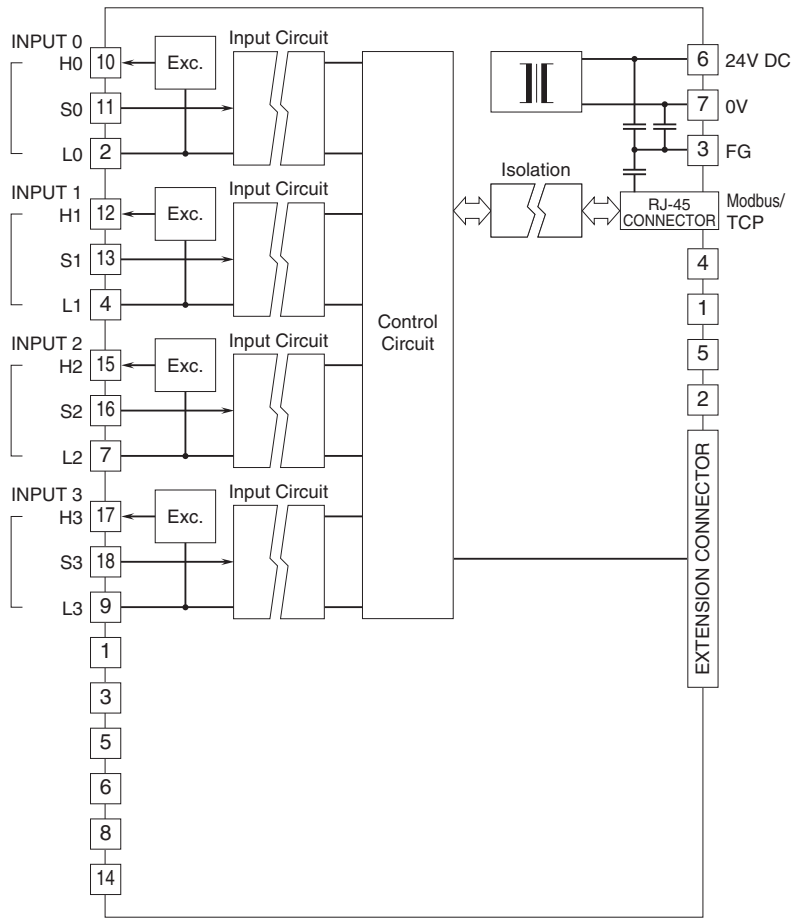 INPUT 0
H0 10 Exc. Input Circuit
S0 11
L0 2
INPUT 1
H1 12 Exc. Input Circuit
S1 13
L1 4
INPUT 2
H2 15 Exc. Input Circuit
S2 16
L2 7
INPUT 3
H3 17 Exc. Input Circuit
S3 18
L3 9
1
3
5
6
8
14
Control
Circuit
6 24V DC
7 0V
3 FG
Isolation
RJ-45
CONNECTOR
Modbus/
TCP
4
1
5
2
EXTENSION CONNECTOR